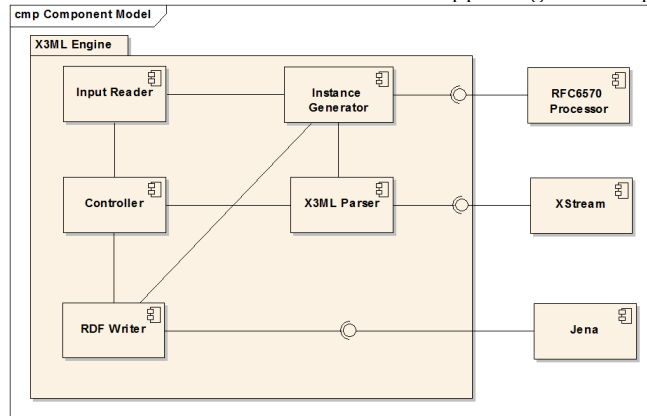 cmp Component Model
X3ML Engine
Input Reader
Instance
Generator
RFC6570
Processor
Controller
X3ML Parser
XStream
RDF Writer
Jena